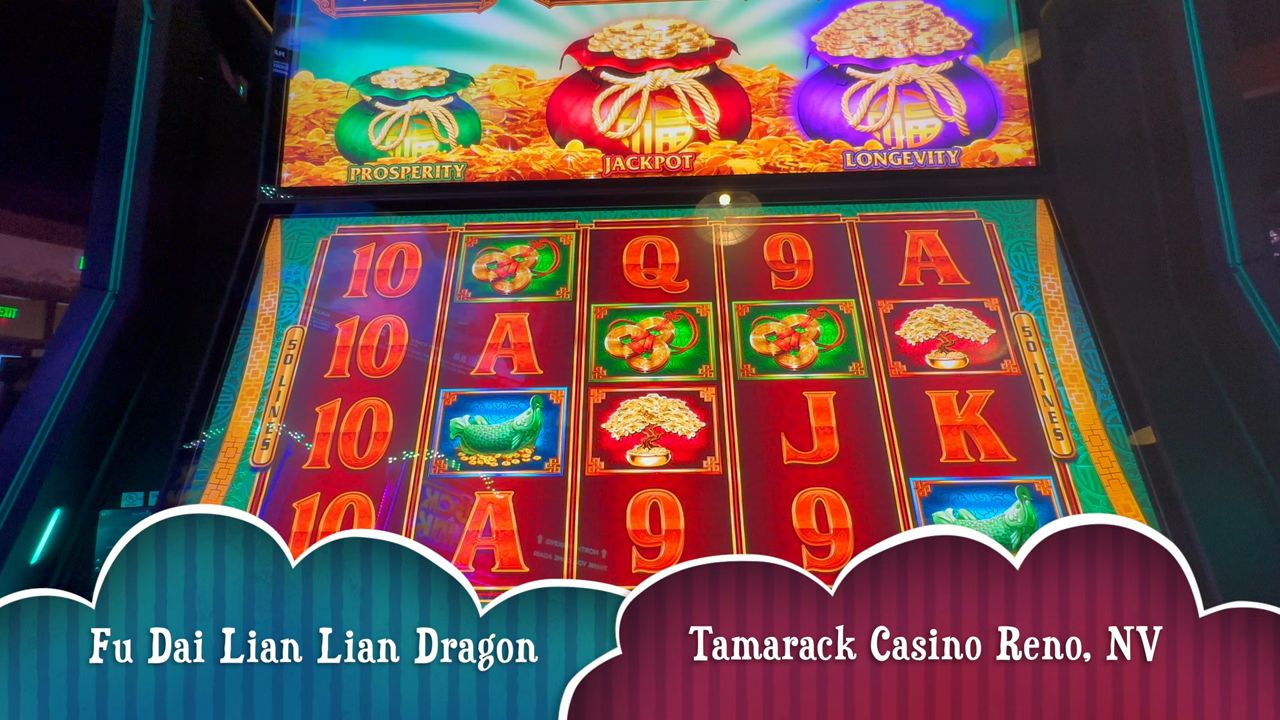 PROSPERITY
JACKPOT
LONGEVITY
10 Q 9 A
10 A
10 J K
10 A 9 9
50 LINES
50 LINES
EXIT
Fu Dai Lian Lian Dragon
Tamarack Casino Reno, NV